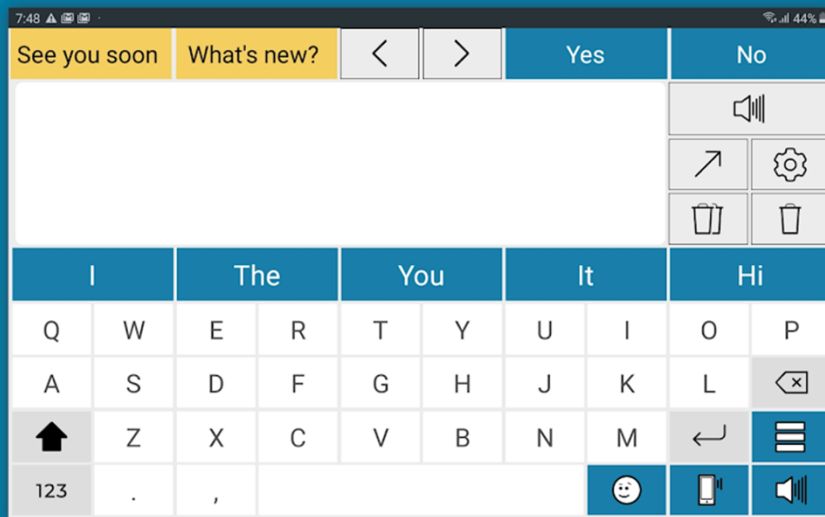 7:48 44%
See you soon What's new? < > Yes No
I The You It Hi
Q W E R T Y U I O P
A S D F G H J K L
Z X C V B N M
123 . ,